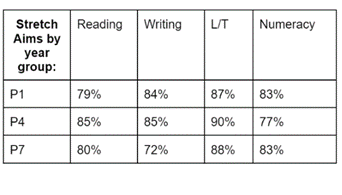 Stretch Reading Writing L/T Numeracy
Aims by
year
group:
P1 79% 84% 87% 83%
P4 85% 85% 90% 77%
P7 80% 72% 88% 83%